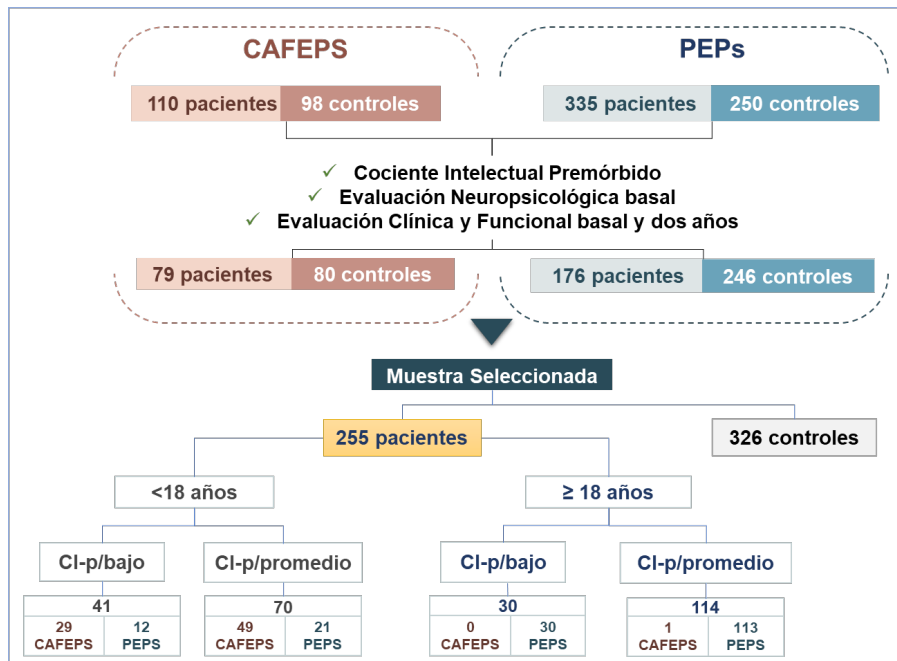 CAFEPS
PEPs
110 pacientes 98 controles
335 pacientes 250 controles
✓ Cociente Intelectual Premórbido
✓ Evaluación Neuropsicológica basal
✓ Evaluación Clínica y Funcional basal y dos años
79 pacientes 80 controles
176 pacientes 246 controles
Muestra Seleccionada
255 pacientes
326 controles
<18 años
≥ 18 años
CI-p/bajo
CI-p/promedio
CI-p/bajo
CI-p/promedio
41
70
30
114
29 12
CAFEPS PEPS
49 21
CAFEPS PEPS
0 30
CAFEPS PEPS
1 113
CAFEPS PEPS